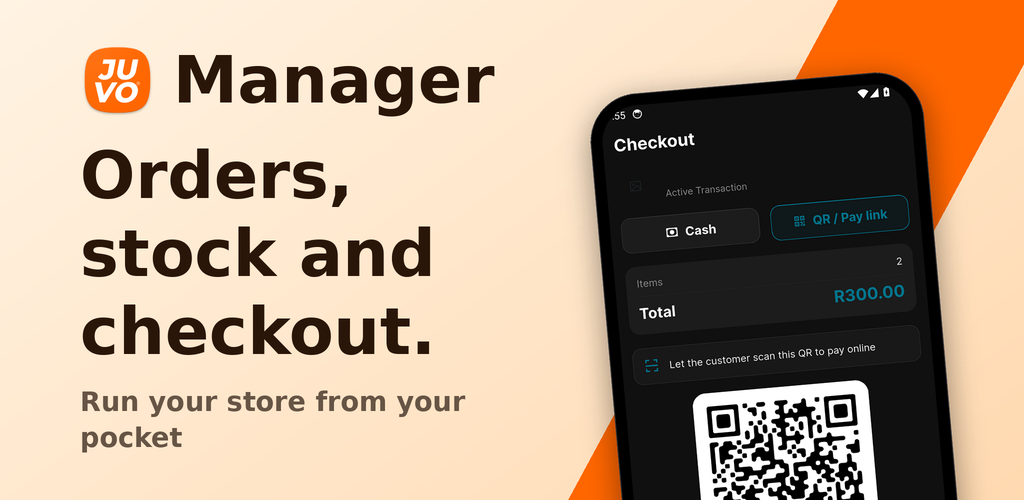 JU
VO
Manager
Orders,
stock and
checkout.
Run your store from your
pocket
:55
Checkout
Active Transaction
Cash
QR / Pay link
Items
2
Total
R300.00
Let the customer scan this QR to pay online